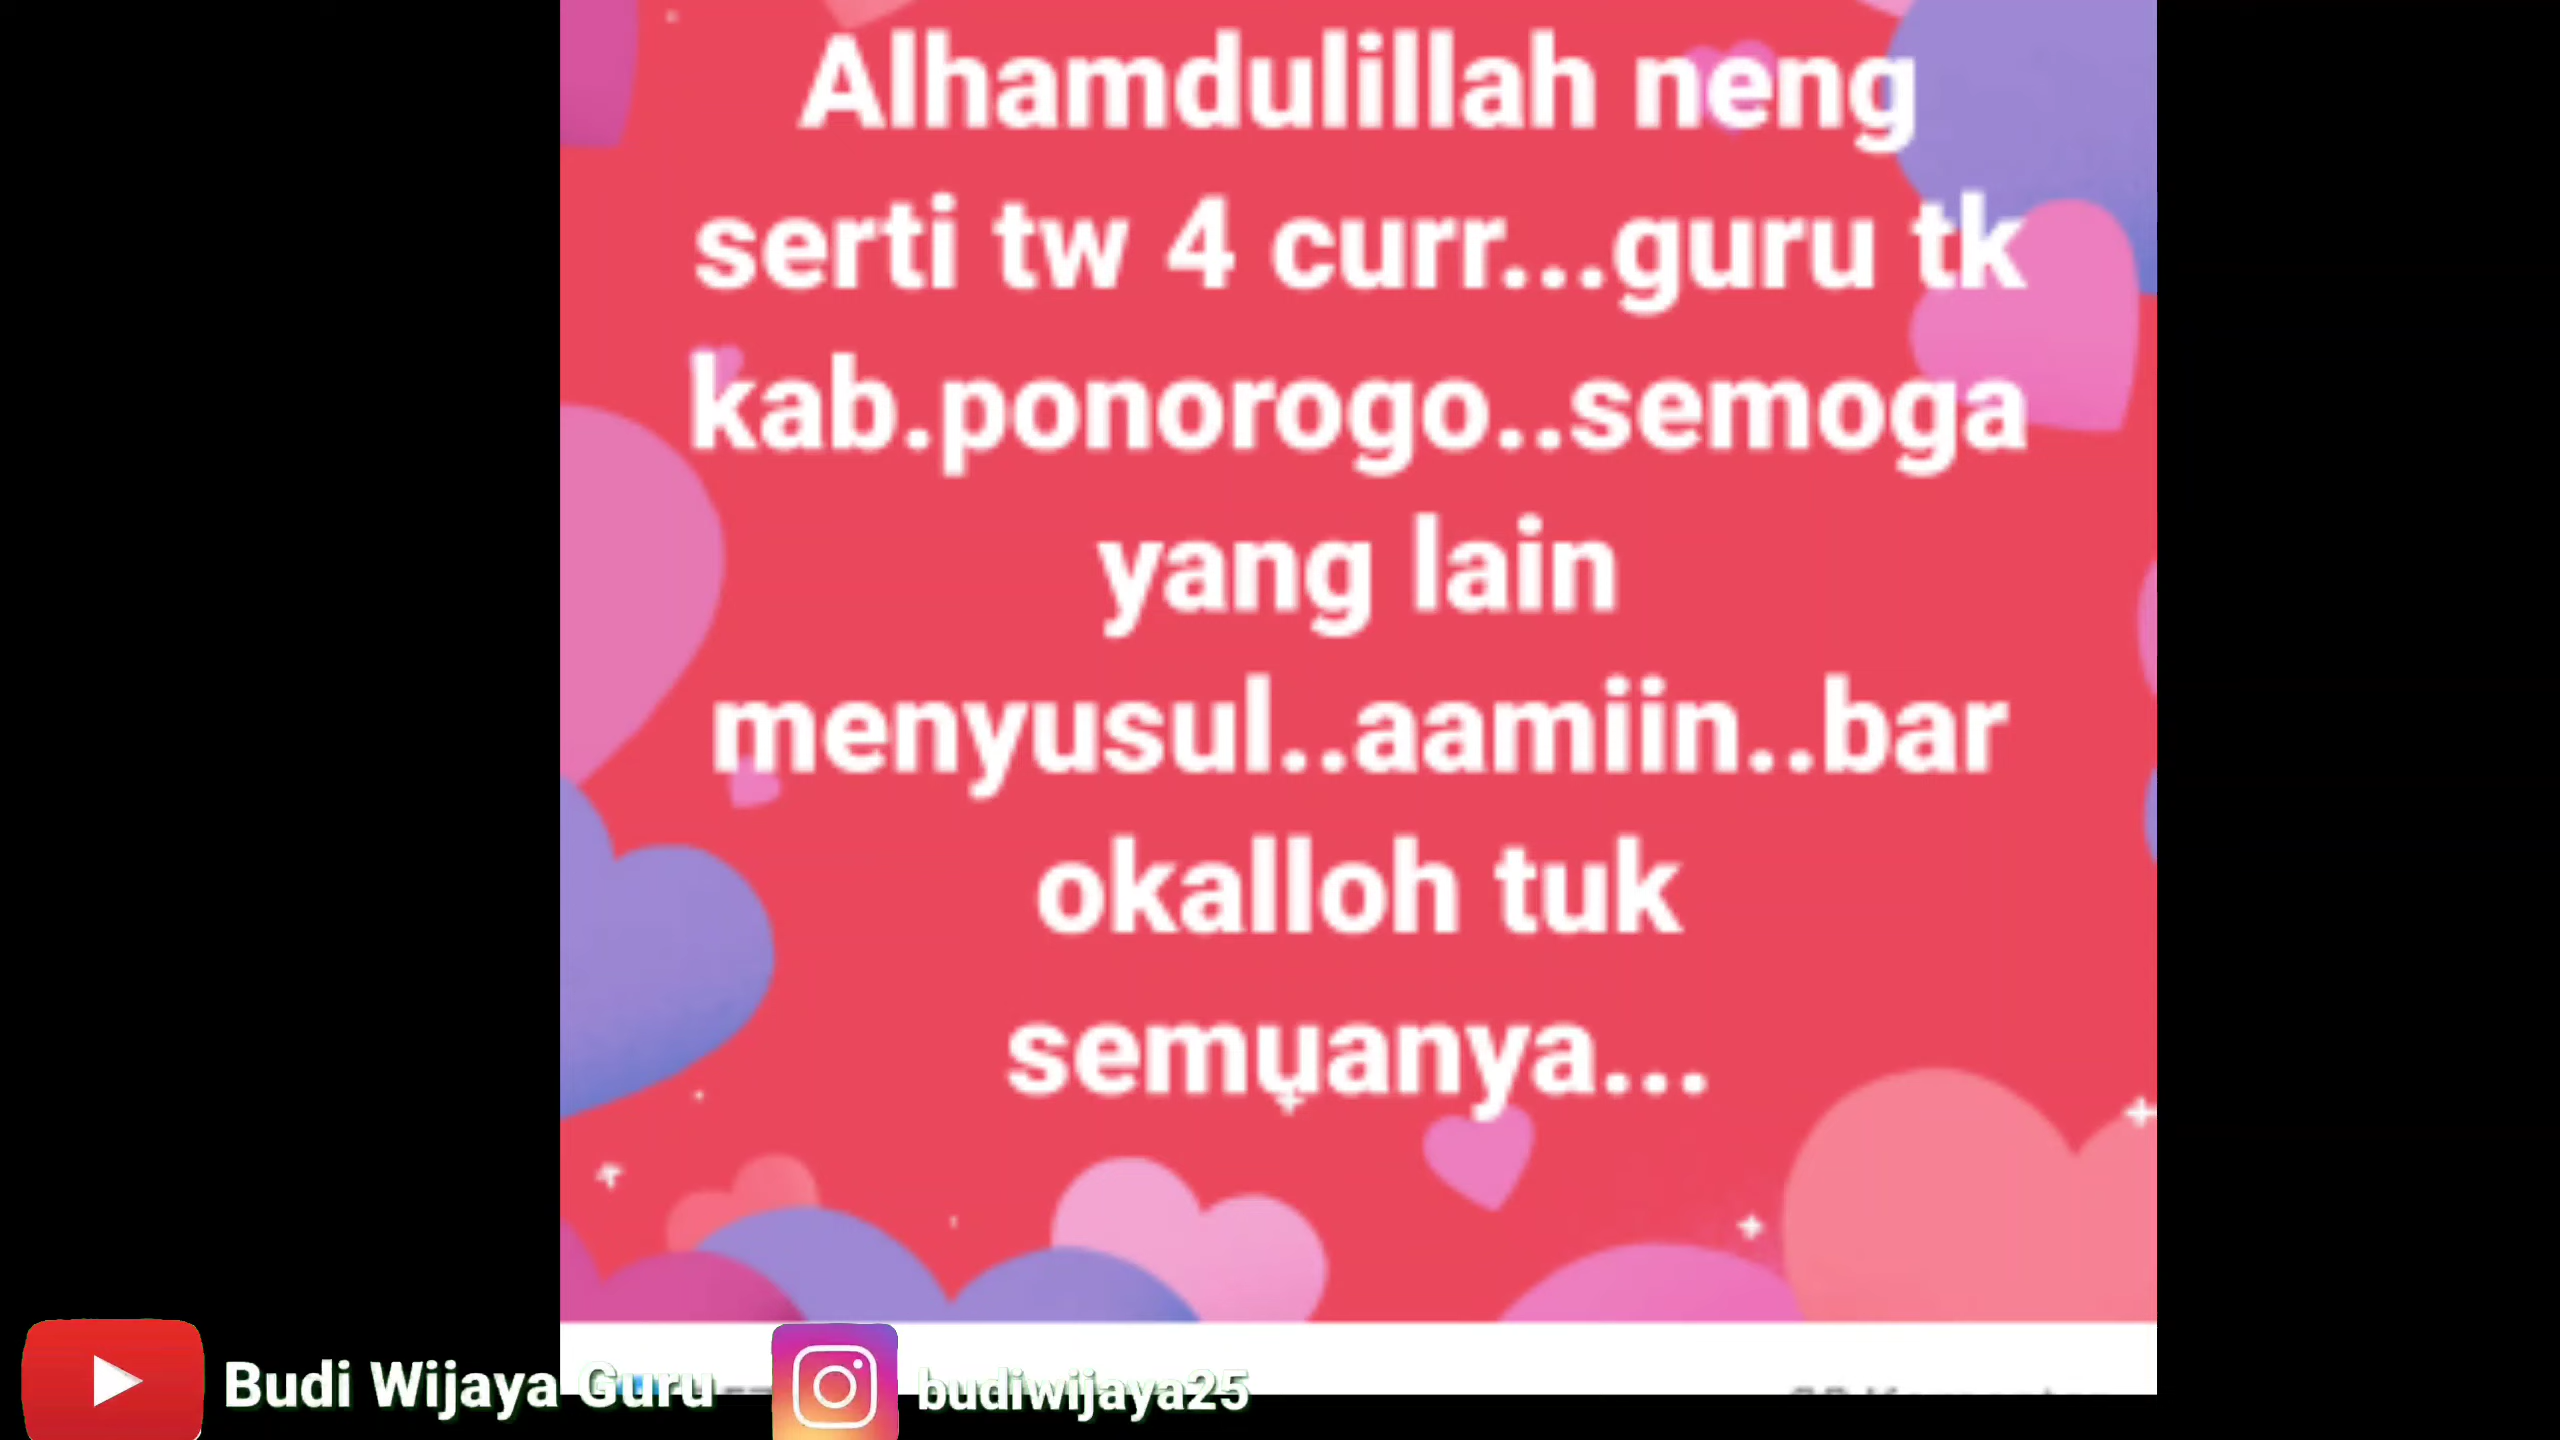 Alhamdulillah neng
serti tw 4 curr...guru tk
kab.ponorogo..semoga
yang lain
menyusul..aamiin..bar
okalloh tuk
semuanya...
Budi Wijaya Guru
budiwijaya25